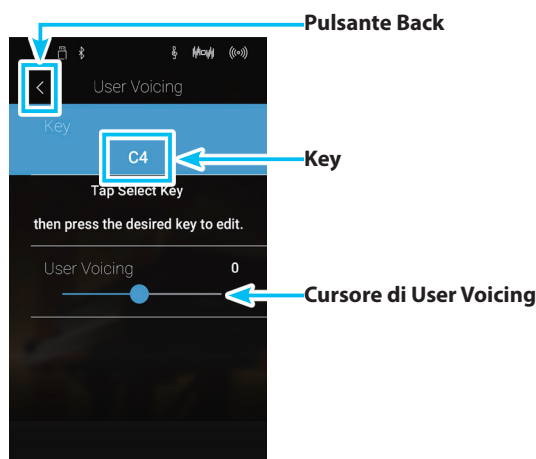 Pulsante Back
User Voicing
Key
C4
Key
Tap Select Key
then press the desired key to edit.
User Voicing 0
Cursore di User Voicing